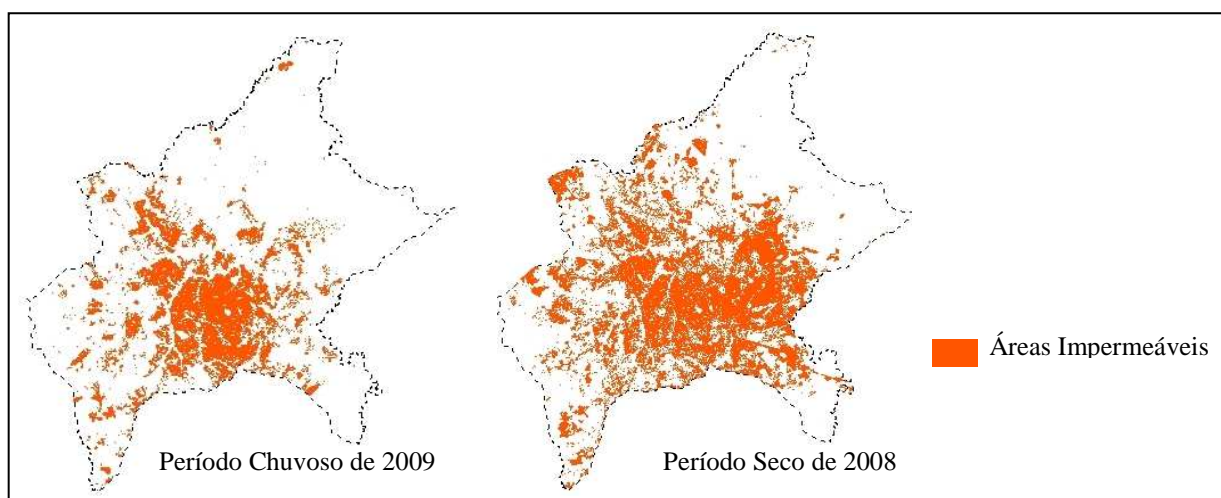 Áreas Impermeáveis
Período Chuvoso de 2009
Período Seco de 2008